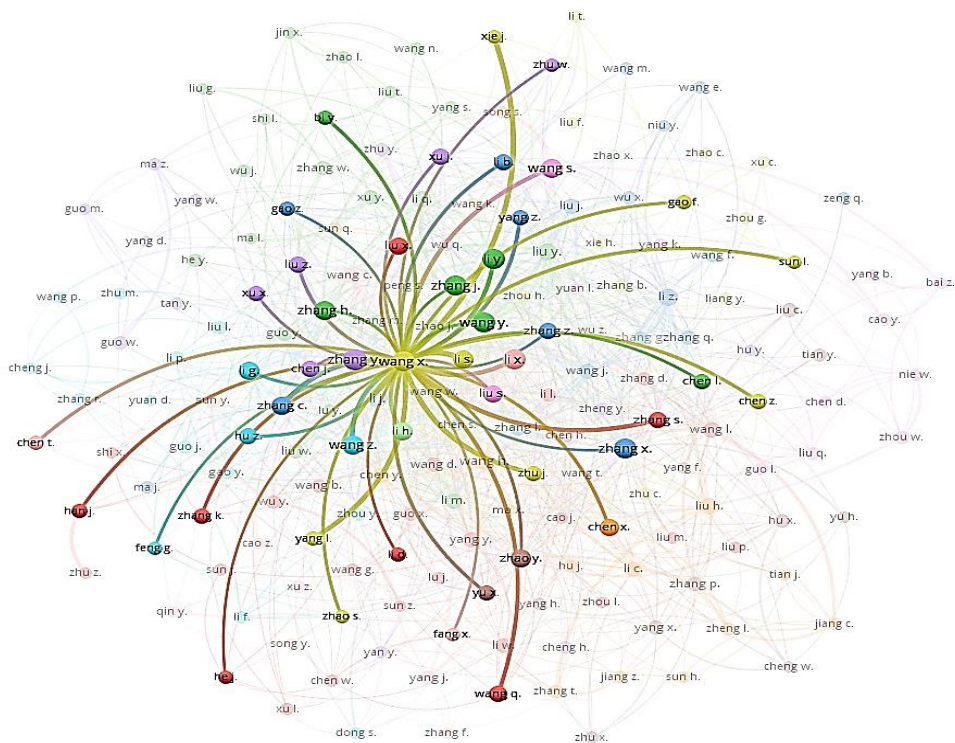 li t.
jin x.
xie j.
wang n.
zhao l.
zhu w.
wang m.
liu g.
wang e.
liu t.
yang s.
song s.
shi l.
bi y.
liu f.
niu y.
zhu y.
xu j.
li b.
zhao x.
zhao c.
xu c.
ma z.
wu j.
zhang w.
wang s.
yang w.
xu y.
li q.
wang k.
liu j.
wu x.
gao f.
zeng q.
guo m.
gao z.
yang z.
zhou g.
sun q.
yang d.
ma l.
liu x.
wu q.
liu y.
xie h.
yang k.
he y.
liu z.
li y.
sun l.
wang c.
yang b.
bai z.
wang p.
zhu m.
xu x.
peng s.
zhang j.
yuan l.
zhang b.
zhou h.
li z.
liang y.
tan y.
zhang h.
liu c.
cao y.
liu l.
guo y.
wang y.
zhang z.
wu z.
zhang q.
guo w.
hu y.
tian y.
li p.
zhang y.
wang x.
li s.
li x.
cheng j.
li g.
chen j.
wang j.
zhang d.
chen l.
nie w.
zhang r.
yuan d.
sun y.
zhang c.
li j.
wang w.
liu s.
li l.
chen z.
chen d.
lu y.
zheng y.
zhang s.
chen t.
guo j.
hu z.
wang z.
li h.
chen s.
zhang l.
chen h.
wang l.
zhou w.
shi x.
liu w.
zhang x.
liu q.
gao y.
wang d.
wang h.
zhu j.
wang t.
yang f.
guo l.
ma j.
wang b.
chen y.
zhu c.
han j.
zhang k.
wu y.
zhou y.
guo x.
li m.
ma x.
cao j.
chen x.
liu h.
hu x.
yu h.
feng g.
cao z.
yang l.
yang y.
zhao y.
liu m.
liu p.
zhu z.
sun j.
wang g.
lu j.
hu j.
li c.
zhang p.
tian j.
xu z.
yu x.
qin y.
li f.
zhao s.
sun z.
yang h.
zhou l.
jiang c.
song y.
fang x.
li w.
cheng h.
yang x.
zheng l.
yan y.
cheng w.
he j.
chen w.
yang j.
wang q.
zhang t.
jiang z.
sun h.
xu l.
dong s.
zhang f.
zhu x.